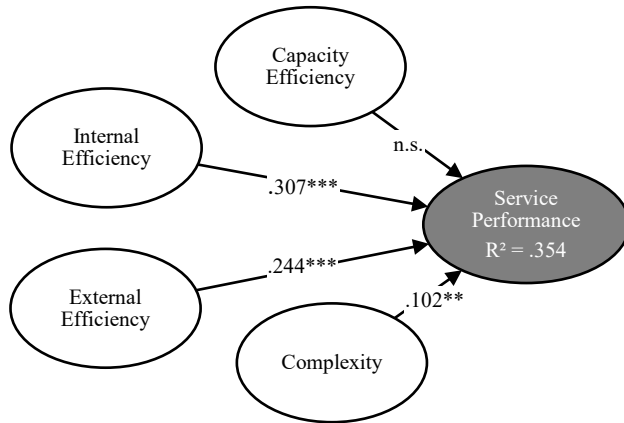 Capacity
Efficiency
Internal
Efficiency
n.s.
.307***
Service
Performance
R² = .354
.244***
External
Efficiency
.102**
Complexity